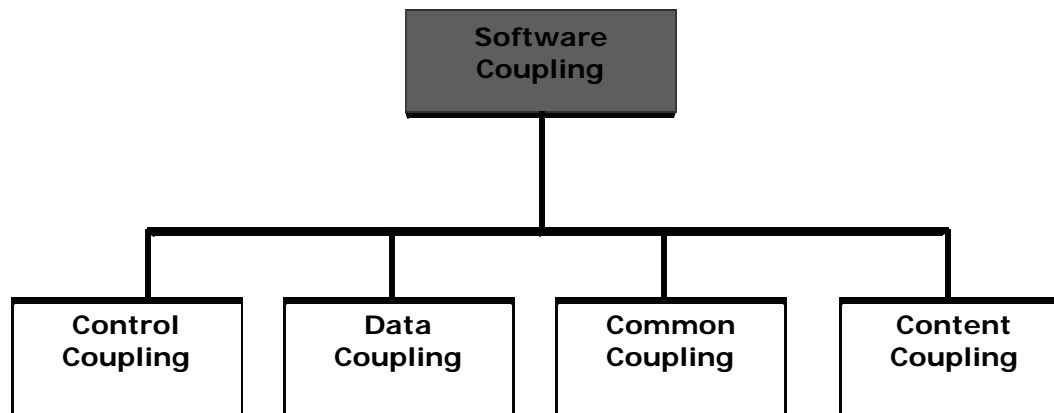 Software
Coupling
Control
Coupling
Data
Coupling
Common
Coupling
Content
Coupling